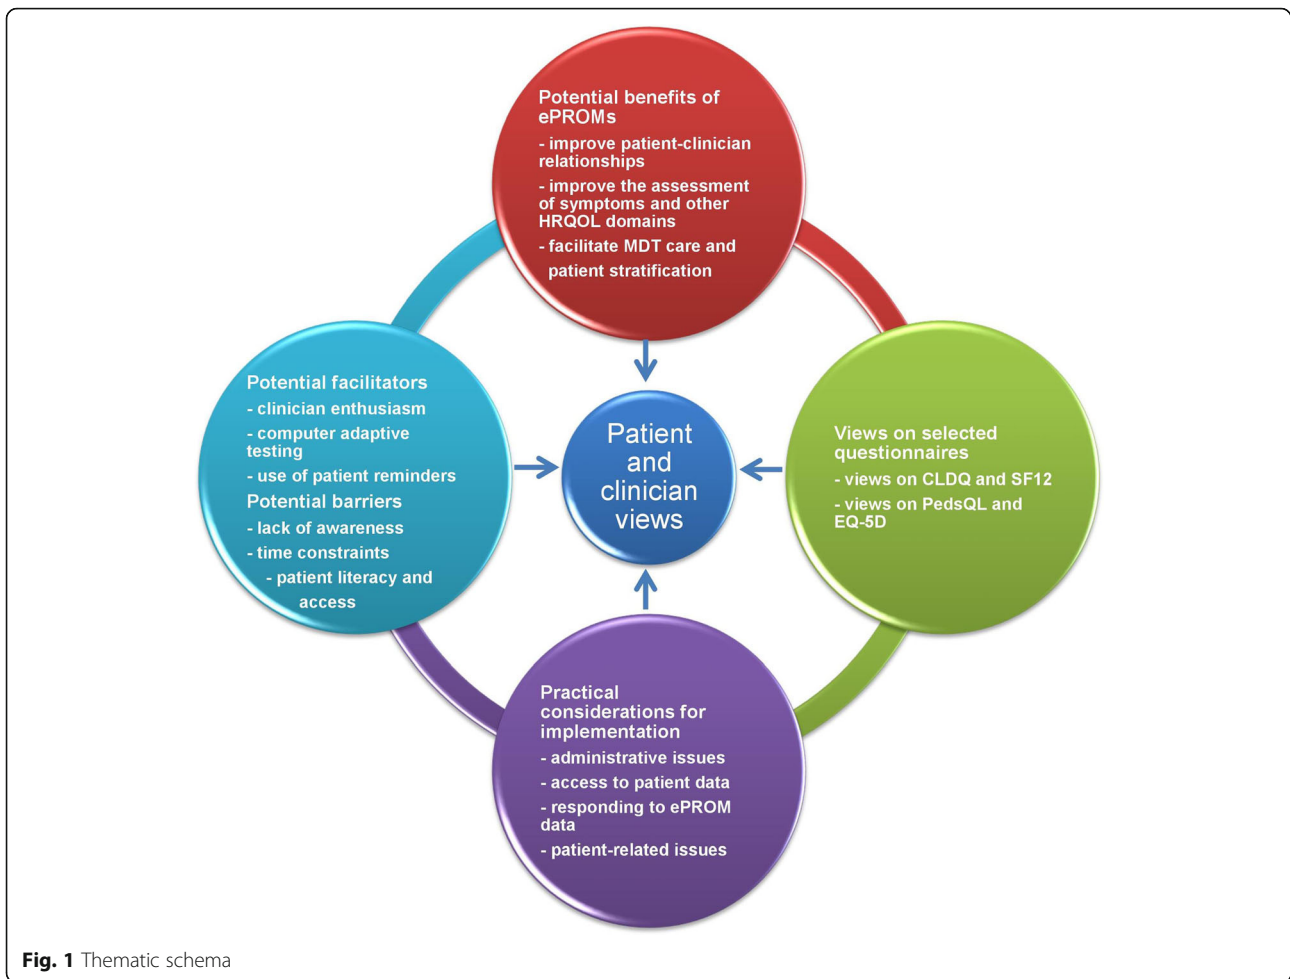 Potential benefits of
ePROMs
- improve patient-clinician
relationships
- improve the assessment
of symptoms and other
HRQOL domains
- facilitate MDT care and
patient stratification
Potential facilitators
- clinician enthusiasm
- computer adaptive
testing
- use of patient reminders
Potential barriers
- lack of awareness
- time constraints
- patient literacy and
access
Patient
and
clinician
views
Views on selected
questionnaires
- views on CLDQ and SF12
- views on PedsQL and
EQ-5D
Practical
considerations for
implementation
- administrative issues
- access to patient data
- responding to ePROM
data
- patient-related issues
Fig. 1 Thematic schema